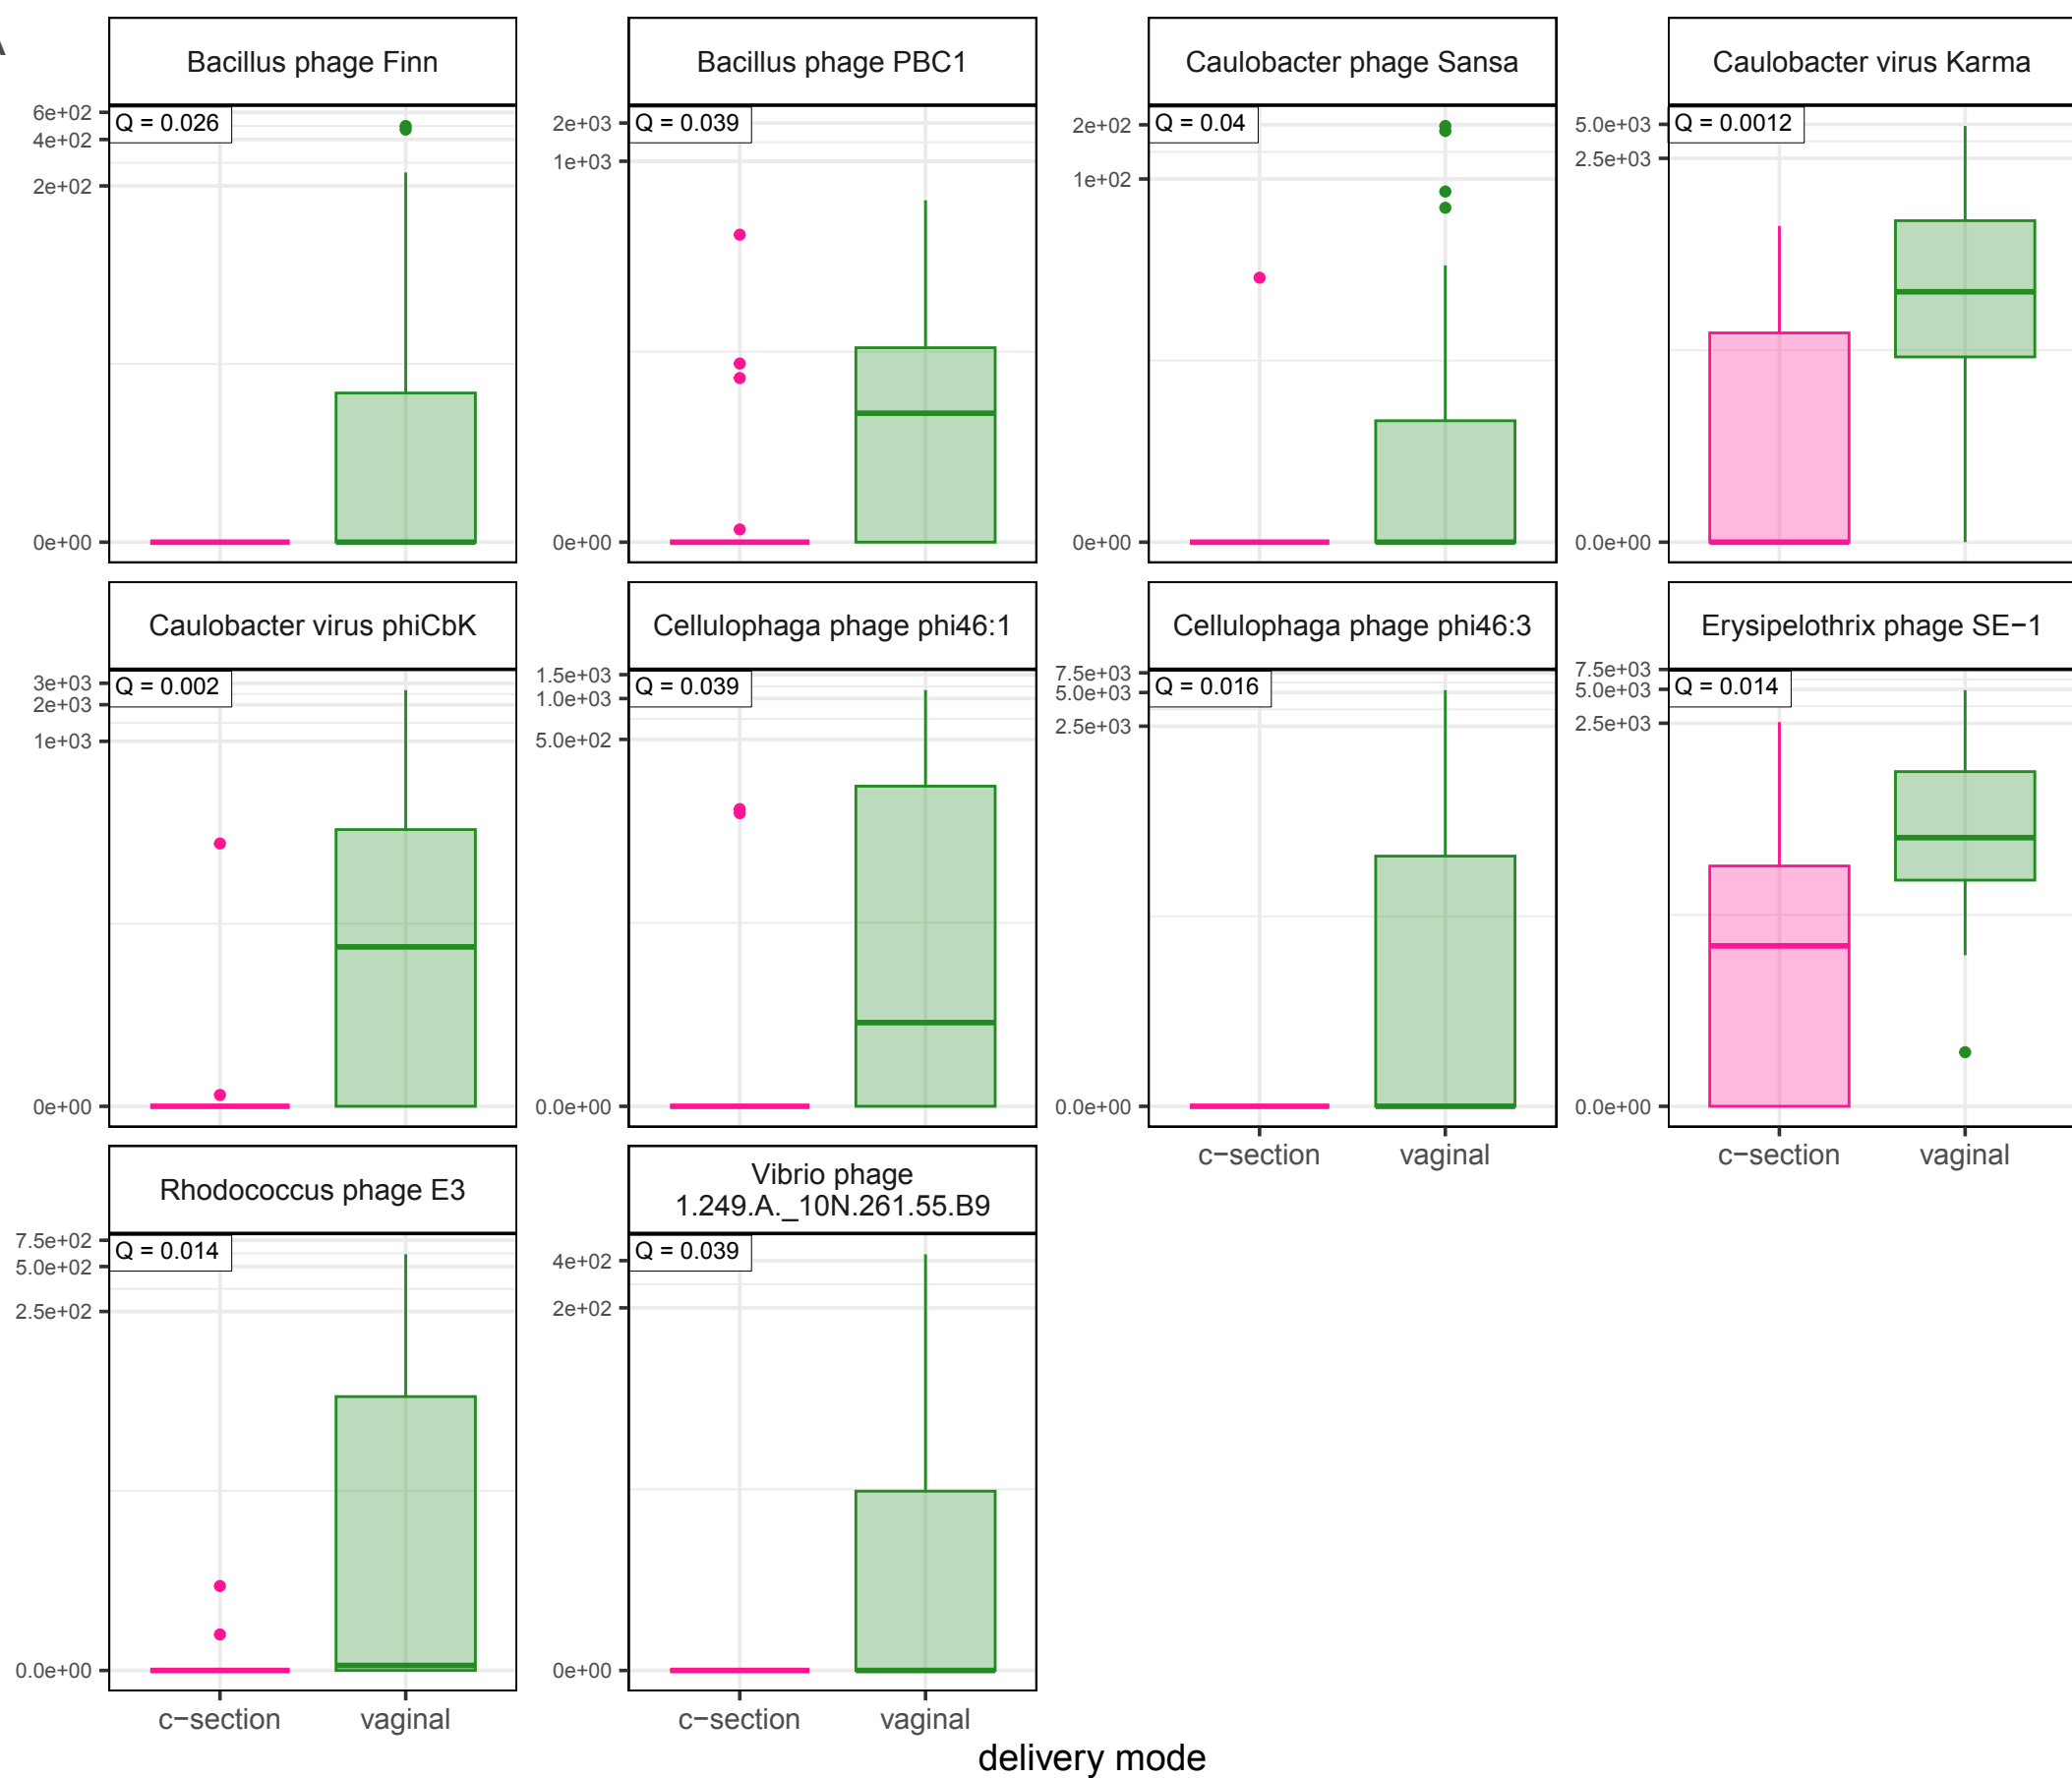 A
Bacillus phage Finn
Bacillus phage PBC1
Caulobacter phage Sansa
Caulobacter virus Karma
Q = 0.026
6e+02
4e+02
2e+02
0e+00
Q = 0.039
2e+03
1e+03
0e+00
Q = 0.04
2e+02
1e+02
0e+00
Q = 0.0012
5.0e+03
2.5e+03
0.0e+00
Caulobacter virus phiCbK
Cellulophaga phage phi46:1
Cellulophaga phage phi46:3
Erysipelothrix phage SE−1
Q = 0.002
3e+03
2e+03
1e+03
0e+00
Q = 0.039
1.5e+03
1.0e+03
5.0e+02
0.0e+00
Q = 0.016
7.5e+03
5.0e+03
2.5e+03
0.0e+00
Q = 0.014
7.5e+03
5.0e+03
2.5e+03
0.0e+00
c−section vaginal
c−section vaginal
Rhodococcus phage E3
Vibrio phage
1.249.A._10N.261.55.B9
Q = 0.014
7.5e+02
5.0e+02
2.5e+02
0.0e+00
Q = 0.039
4e+02
2e+02
0e+00
c−section vaginal
c−section vaginal
delivery mode